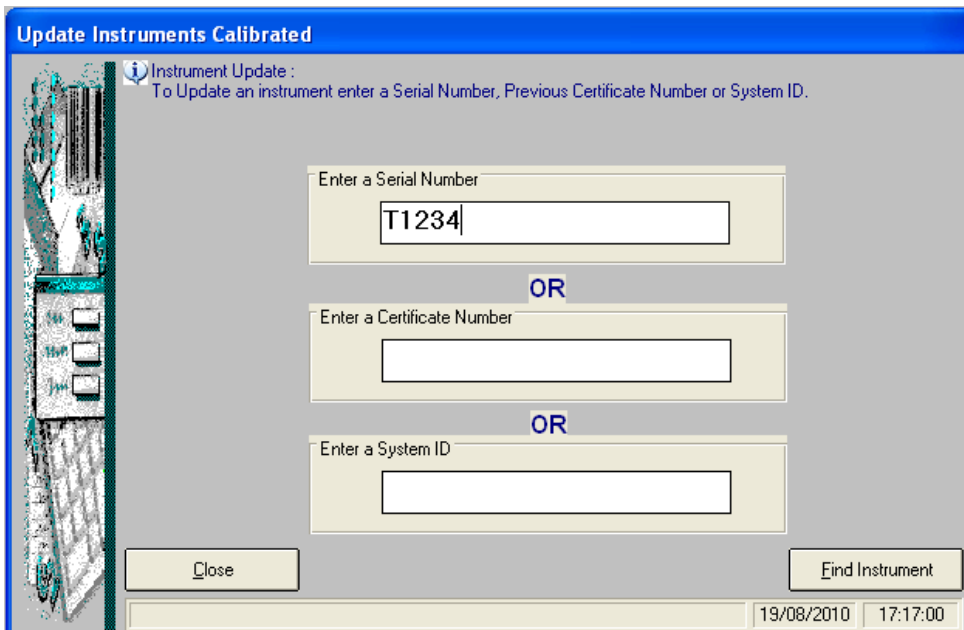 Update Instruments Calibrated
Instrument Update :
To Update an instrument enter a Serial Number, Previous Certificate Number or System ID.
Enter a Serial Number
T1234
OR
Enter a Certificate Number
OR
Enter a System ID
Close
Find Instrument
19/08/2010
17:17:00